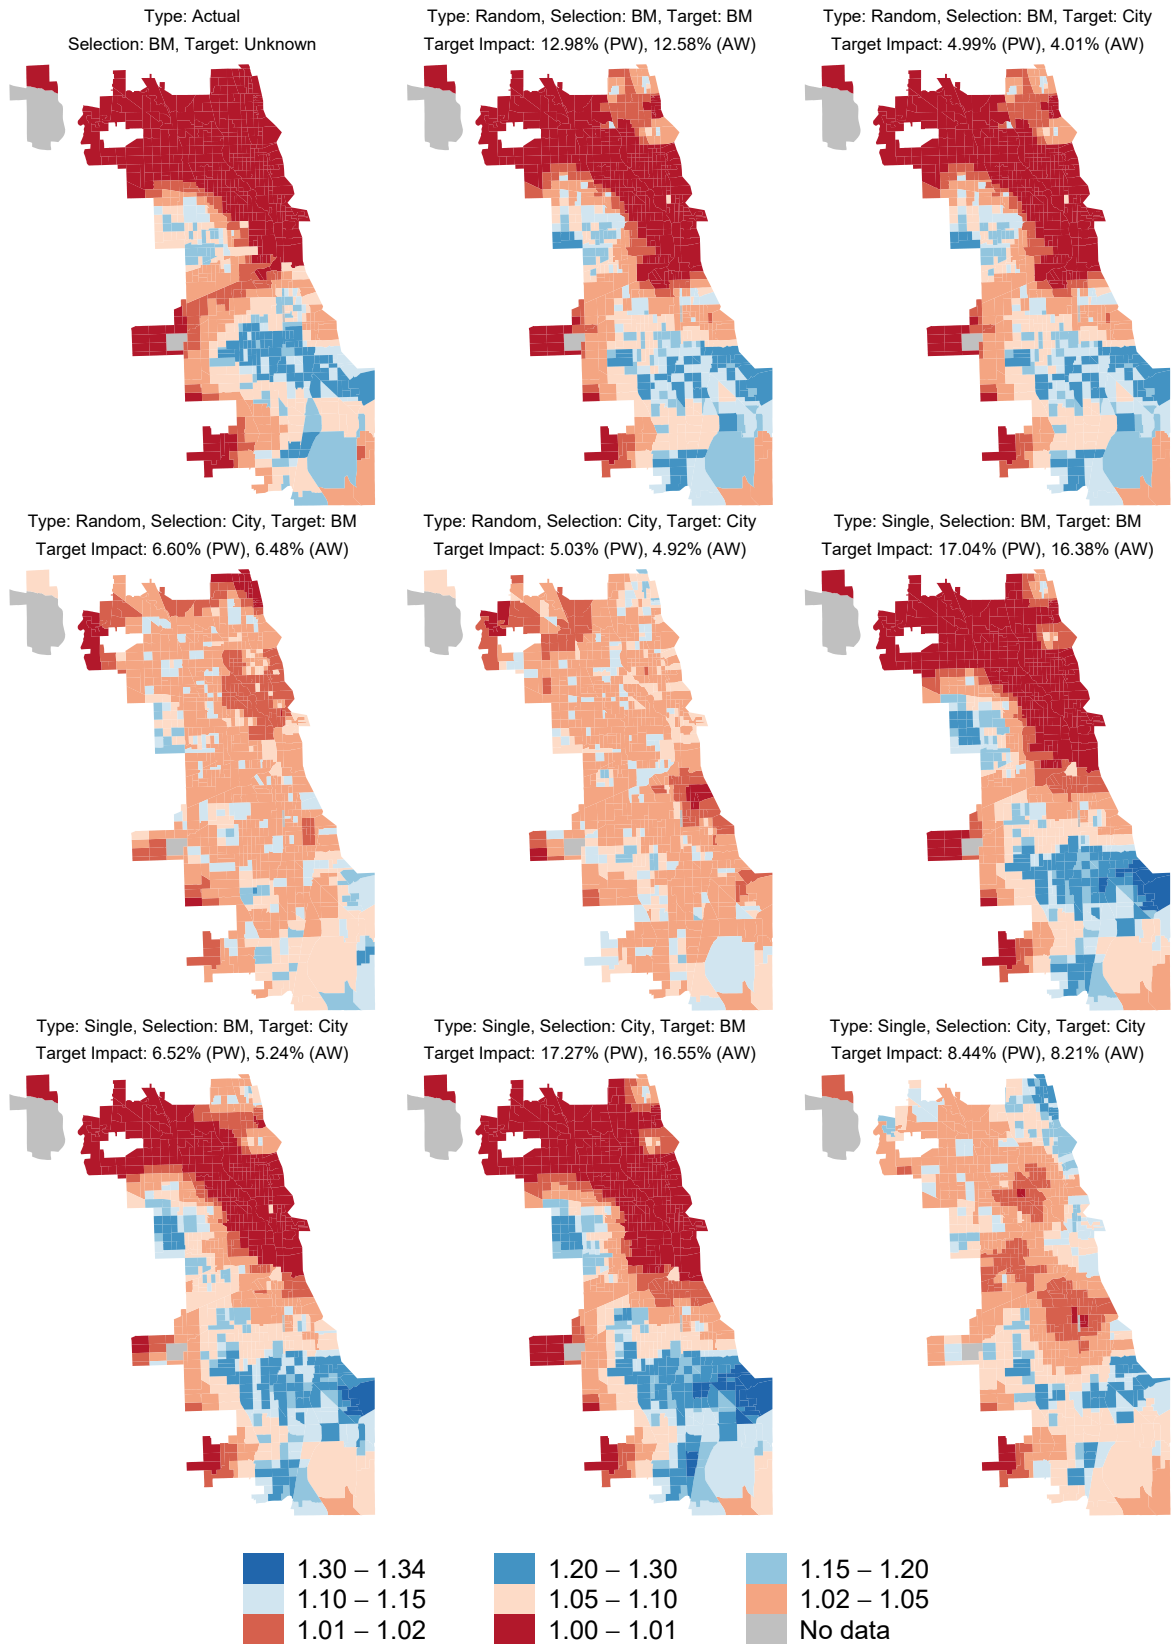 Type: Actual
Selection: BM, Target: Unknown
Type: Random, Selection: BM, Target: BM
Target Impact: 12.98% (PW), 12.58% (AW)
Type: Random, Selection: BM, Target: City
Target Impact: 4.99% (PW), 4.01% (AW)
Type: Random, Selection: City, Target: BM
Target Impact: 6.60% (PW), 6.48% (AW)
Type: Random, Selection: City, Target: City
Target Impact: 5.03% (PW), 4.92% (AW)
Type: Single, Selection: BM, Target: BM
Target Impact: 17.04% (PW), 16.38% (AW)
Type: Single, Selection: BM, Target: City
Target Impact: 6.52% (PW), 5.24% (AW)
Type: Single, Selection: City, Target: BM
Target Impact: 17.27% (PW), 16.55% (AW)
Type: Single, Selection: City, Target: City
Target Impact: 8.44% (PW), 8.21% (AW)
1.30 – 1.34
1.20 – 1.30
1.15 – 1.20
1.10 – 1.15
1.05 – 1.10
1.02 – 1.05
1.01 – 1.02
1.00 – 1.01
No data